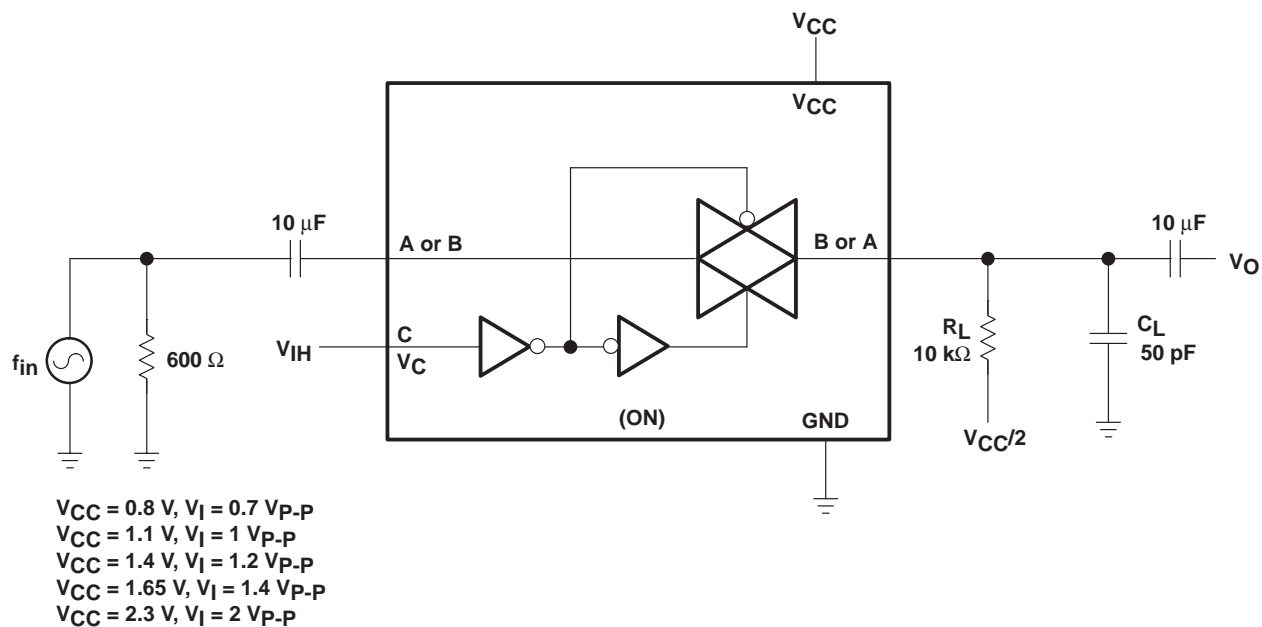 VCC
VCC
10 μF
A or B
B or A
10 μF
VO
fin
600 Ω
VIH
C
VC
RL
10 kΩ
CL
50 pF
(ON)
GND
VCC/2
VCC = 0.8 V, VI = 0.7 VP-P
VCC = 1.1 V, VI = 1 VP-P
VCC = 1.4 V, VI = 1.2 VP-P
VCC = 1.65 V, VI = 1.4 VP-P
VCC = 2.3 V, VI = 2 VP-P